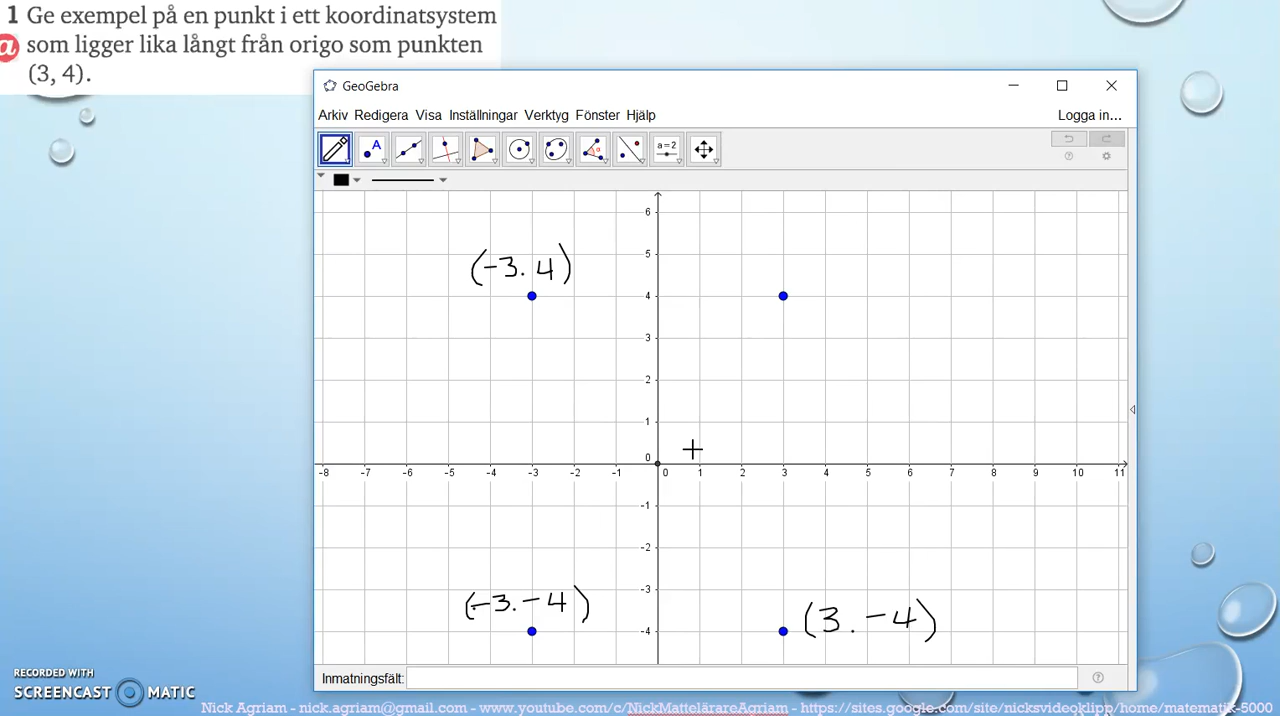 1 Ge exempel på en punkt i ett koordinatsystem
a som ligger lika långt från origo som punkten
(3, 4).
GeoGebra
Arkiv Redigera Visa Inställningar Verktyg Fönster Hjälp
Logga in...
A
α
a=2
6
5
4
3
2
1
0
-1
-2
-3
-4
-8 -7 -6 -5 -4 -3 -2 -1 0 1 2 3 4 5 6 7 8 9 10 11
(-3.4)
(-3.-4)
(3.-4)
Inmatningsfält:
RECORDED WITH
SCREENCAST MATIC
Nick Agriam - nick.agriam@gmail.com - www.youtube.com/c/NickMattelärareAgriam - https://sites.google.com/site/nicksvideoklipp/home/matematik-5000